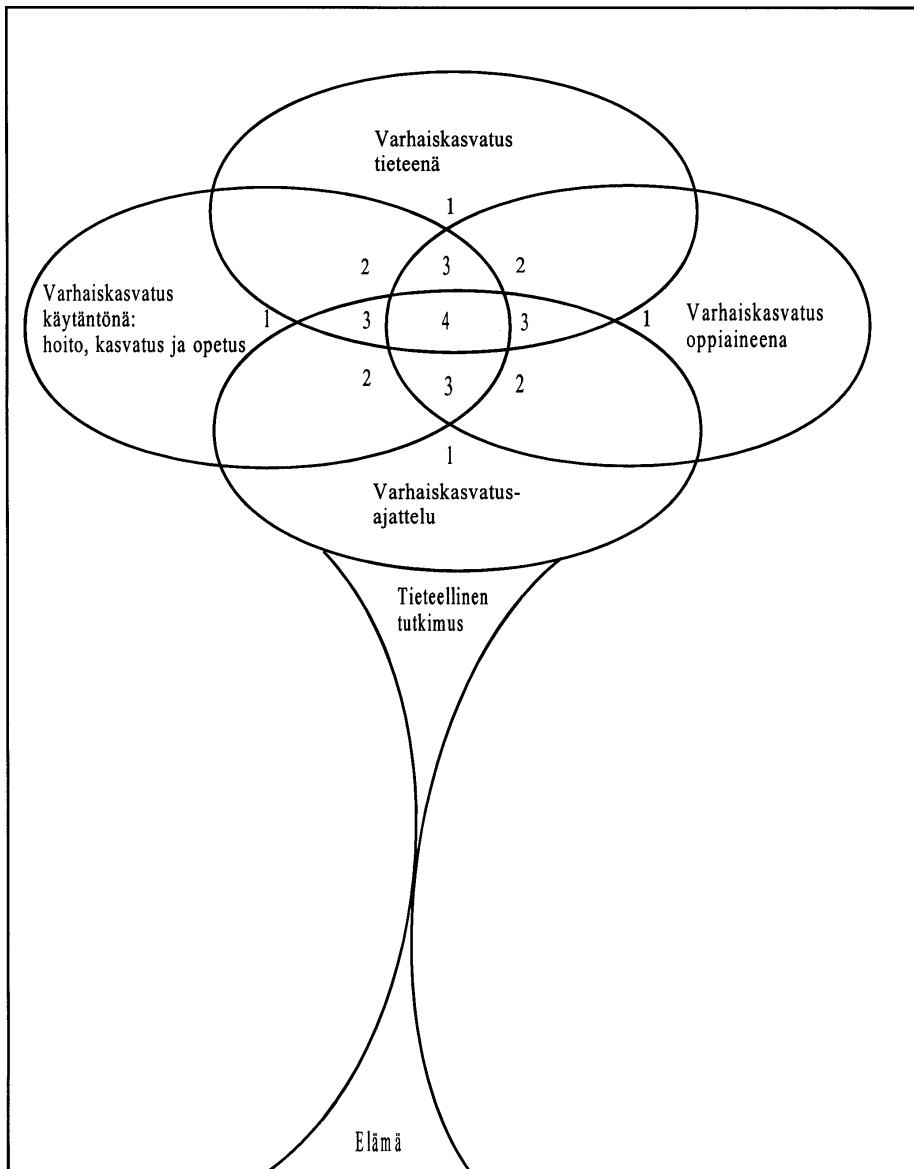 Varhaiskasvatus
tieteenä
1
2 3 2
Varhaiskasvatus
käytäntönä:
hoito, kasvatus ja opetus
1 3 4 3 1
Varhaiskasvatus
oppiaineena
2 3 2
1
Varhaiskasvatus-
ajattelu
Tieteellinen
tutkimus
Elämä